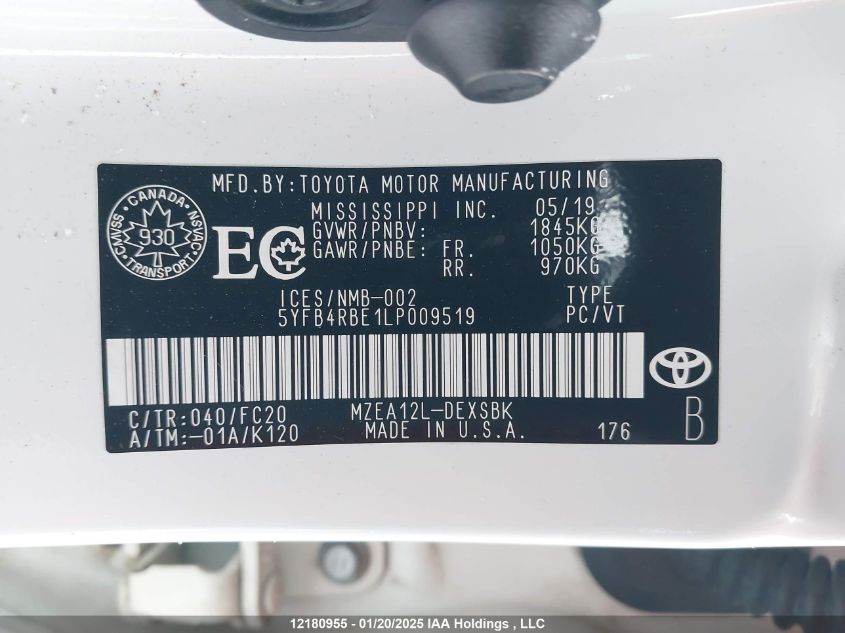 MFD.BY:TOYOTA MOTOR MANUFACTURING
MISSISSIPPI INC. 05/19
GVWR/PNBV: 1845KG
GAWR/PNBE: FR. 1050KG
RR. 970KG
CANADA
CMVSS 930 NSVAC
TRANSPORT
EC
ICES/NMB-002 TYPE
5YFB4RBE1LP009519 PC/VT
C/TR:040/FC20 MZEA12L-DEXSBK
A/TM:-01A/K120 MADE IN U.S.A. 176 B
12180955 - 01/20/2025 IAA Holdings , LLC